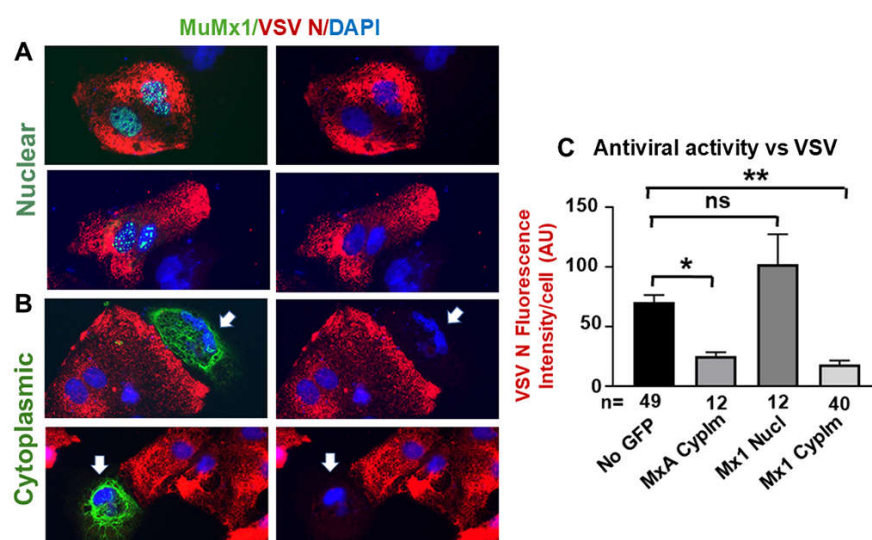 MuMx1/VSV N/DAPI
A
Nuclear
B
Cytoplasmic
C Antiviral activity vs VSV
**
ns
*
VSV N Fluorescence
Intensity/cell (AU)
150
100
50
0
n= 49 12 12 40
No GFP
MxA Cyplm
Mx1 Nucl
Mx1 Cyplm